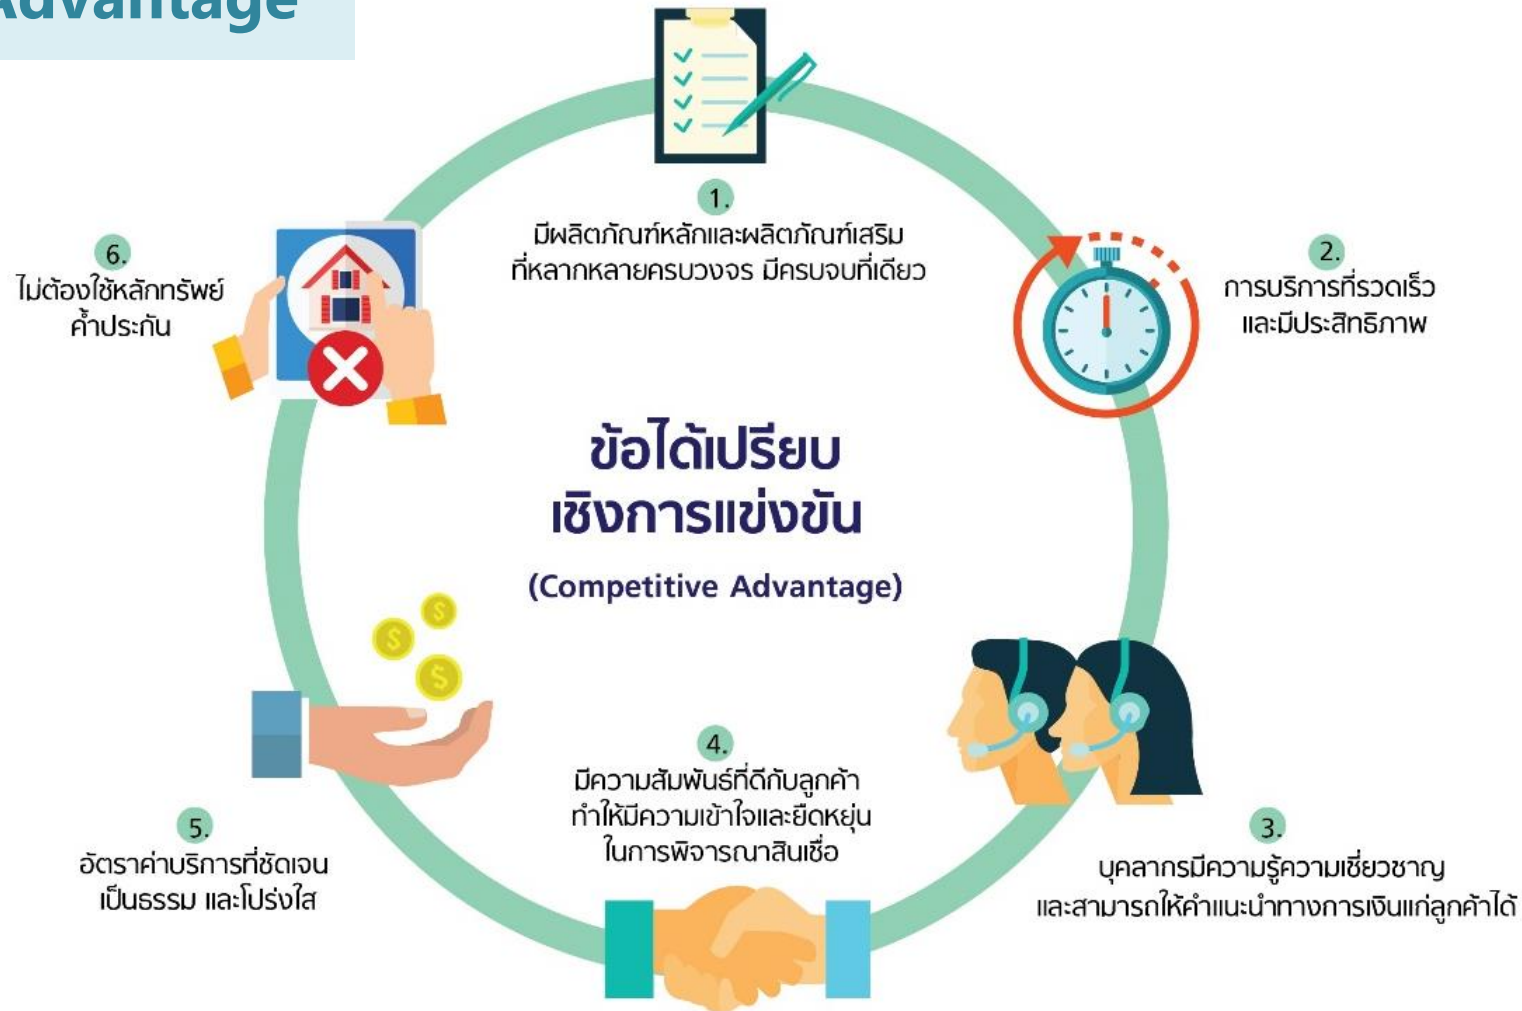 Advantage
1.
มีผลิตภัณฑ์หลักและผลิตภัณฑ์เสริม
ที่หลากหลายครบวงจร มีครบจบที่เดียว
2.
การบริการที่รวดเร็ว
และมีประสิทธิภาพ
3.
บุคลากรมีความรู้ความเชี่ยวชาญ
และสามารถให้คำแนะนำทางการเงินแก่ลูกค้าได้
4.
มีความสัมพันธ์ที่ดีกับลูกค้า
ทำให้มีความเข้าใจและยืดหยุ่น
ในการพิจารณาสินเชื่อ
5.
อัตราค่าบริการที่ชัดเจน
เป็นธรรม และโปร่งใส
6.
ไม่ต้องใช้หลักทรัพย์
ค้ำประกัน
ข้อได้เปรียบ
เชิงการแข่งขัน
(Competitive Advantage)